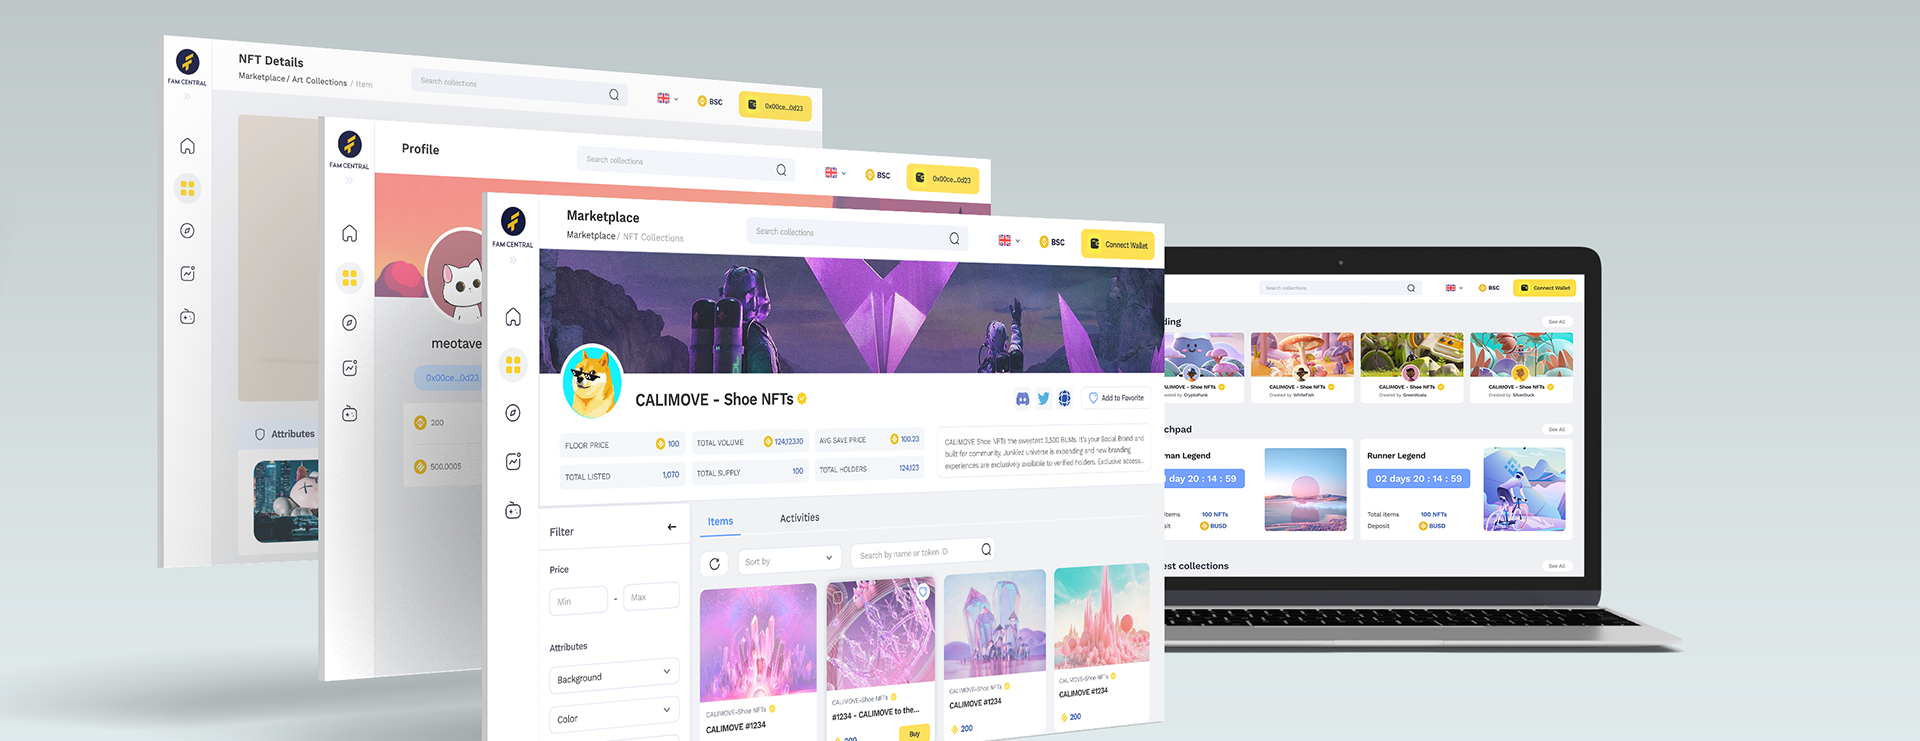 FAM CENTRAL
NFT Details
Marketplace / Art Collections / Item
Search collections
BSC
0x00ce...0d23
Attributes
FAM CENTRAL
Profile
Search collections
BSC
0x00ce...0d23
meotave
0x00ce...0d23
200
500.0005
FAM CENTRAL
Marketplace
Marketplace / NFT Collections
Search collections
BSC
Connect Wallet
CALIMOVE - Shoe NFTs
Add to Favorite
FLOOR PRICE 100
TOTAL VOLUME 124,123.10
AVG SAVE PRICE 100.23
TOTAL LISTED 1,070
TOTAL SUPPLY 100
TOTAL HOLDERS 124,123
CALIMOVE Shoe NFTs the sweetest 3,500 BUMs. It's your Social Brand and
built for community. Junkiez universe is expanding and new branding
experiences are exclusively available to verified holders. Exclusive access...
Filter
Price
Min - Max
Attributes
Background
Color
Items
Activities
Sort by
Search by name or token ID
CALIMOVE-Shoe NFTs
CALIMOVE #1234
CALIMOVE-Shoe NFTs
#1234 - CALIMOVE to the...
200
Buy
CALIMOVE-Shoe NFTs
CALIMOVE #1234
200
CALIMOVE-Shoe NFTs
CALIMOVE #1234
200
Search collections
BSC
Connect Wallet
ding
See All
ALIMOVE - Shoe NFTs
Created by CryptoPunk
CALIMOVE - Shoe NFTs
Created by WhiteFish
CALIMOVE - Shoe NFTs
Created by GreenKoala
CALIMOVE - Shoe NFTs
Created by SilverDuck
chpad
See All
man Legend
day 20 : 14 : 59
items 100 NFTs
sit BUSD
Runner Legend
02 days 20 : 14 : 59
Total items 100 NFTs
Deposit BUSD
est collections
See All